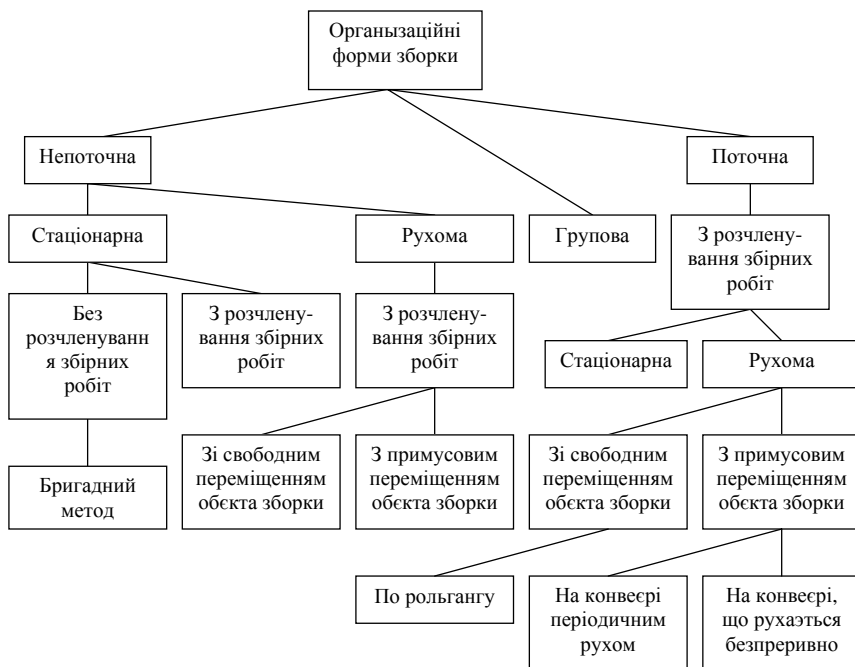 Органызаційні
форми зборки
Непоточна
Поточна
Стаціонарна
Рухома
Групова
З розчлену-
вання збірних
робіт
Без
розчленуванн
я збірних
робіт
З розчлену-
вання збірних
робіт
З розчлену-
вання збірних
робіт
Стаціонарна
Рухома
Зі свободним
переміщенням
обєкта зборки
З примусовим
переміщенням
обєкта зборки
Зі свободним
переміщенням
обєкта зборки
З примусовим
переміщенням
обєкта зборки
Бригадний
метод
По рольгангу
На конвеєрі
періодичним
рухом
На конвеєрі,
що рухаэться
безпреривно